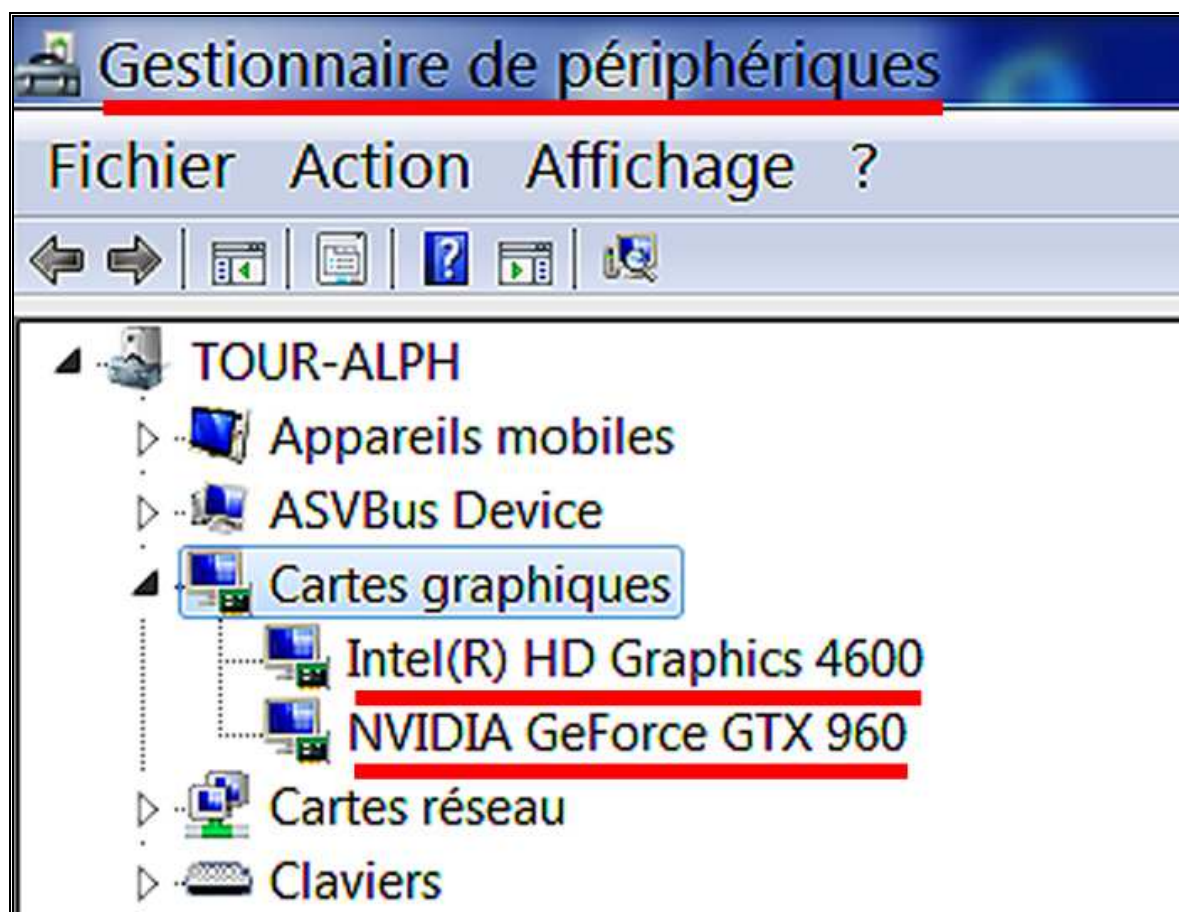 Gestionnaire de périphériques
Fichier Action Affichage ?
TOUR-ALPH
Appareils mobiles
ASVBus Device
Cartes graphiques
Intel(R) HD Graphics 4600
NVIDIA GeForce GTX 960
Cartes réseau
Claviers